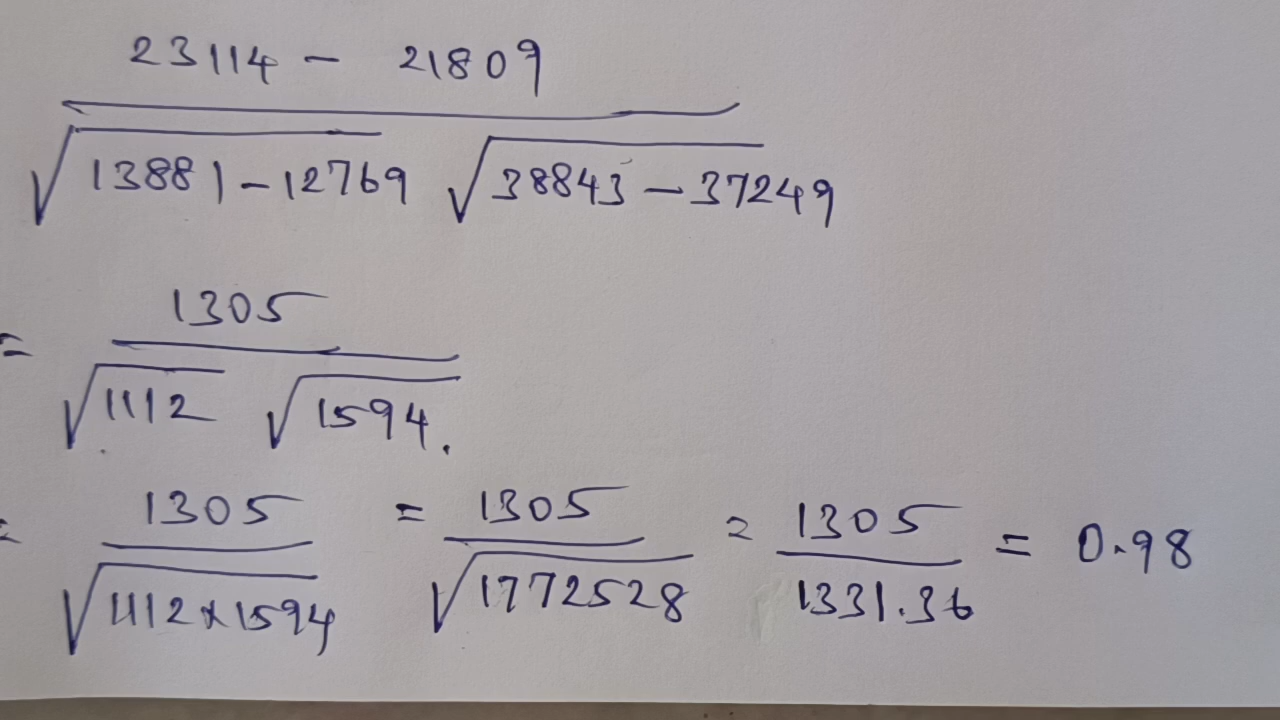 23114 - 21809
√13881-12769 √38843-37249
= 1305
√1112 √1594.
= 1305 = 1305 = 1305 = 0.98
√1112×1594 √1772528 1331.36